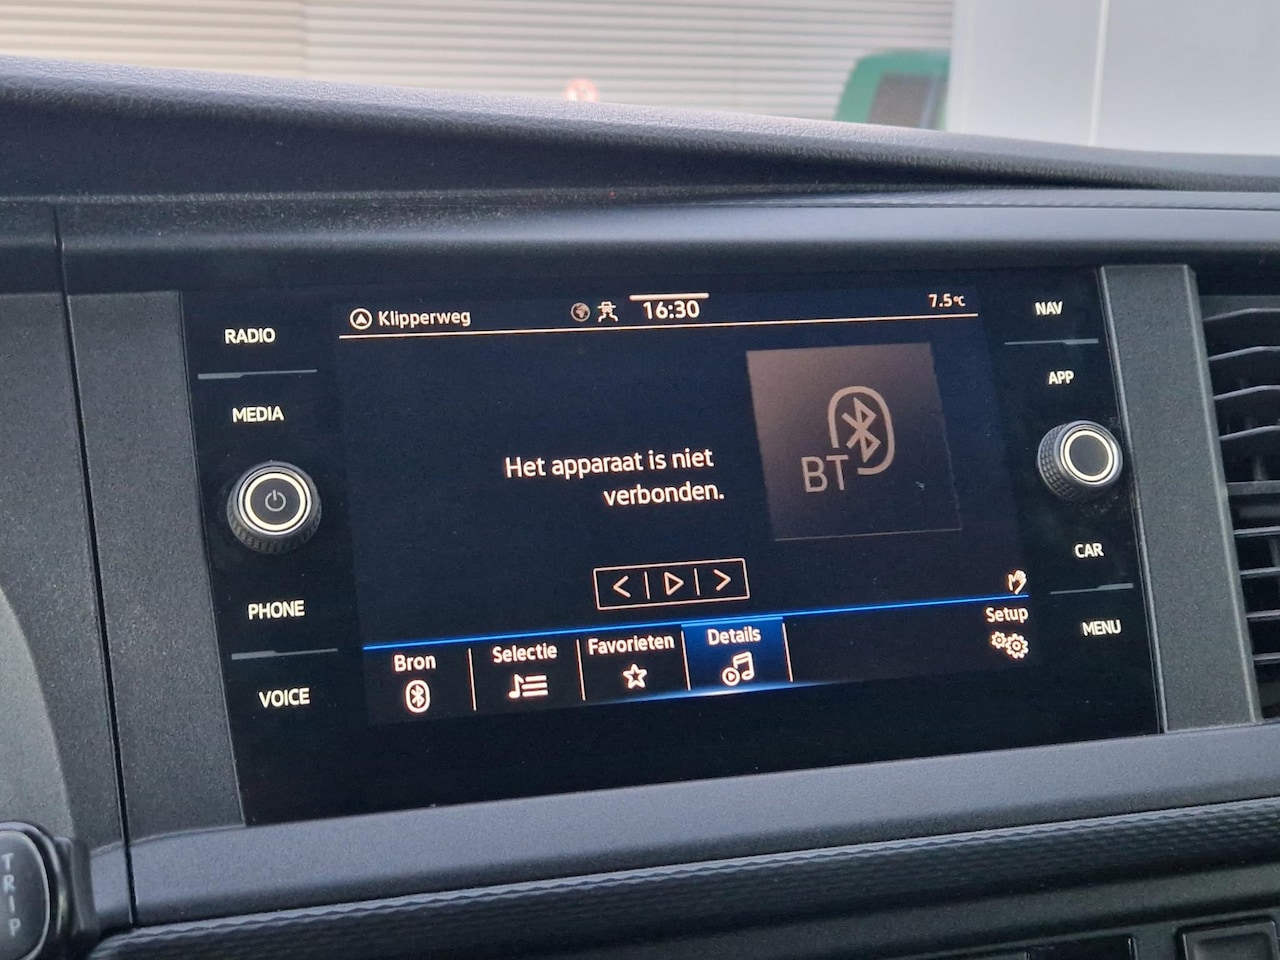 Klipperweg 16:30 7.5°C
RADIO
MEDIA
PHONE
VOICE
Het apparaat is niet
verbonden.
BT
Bron Selectie Favorieten Details Setup
NAV
APP
CAR
MENU
TRIP